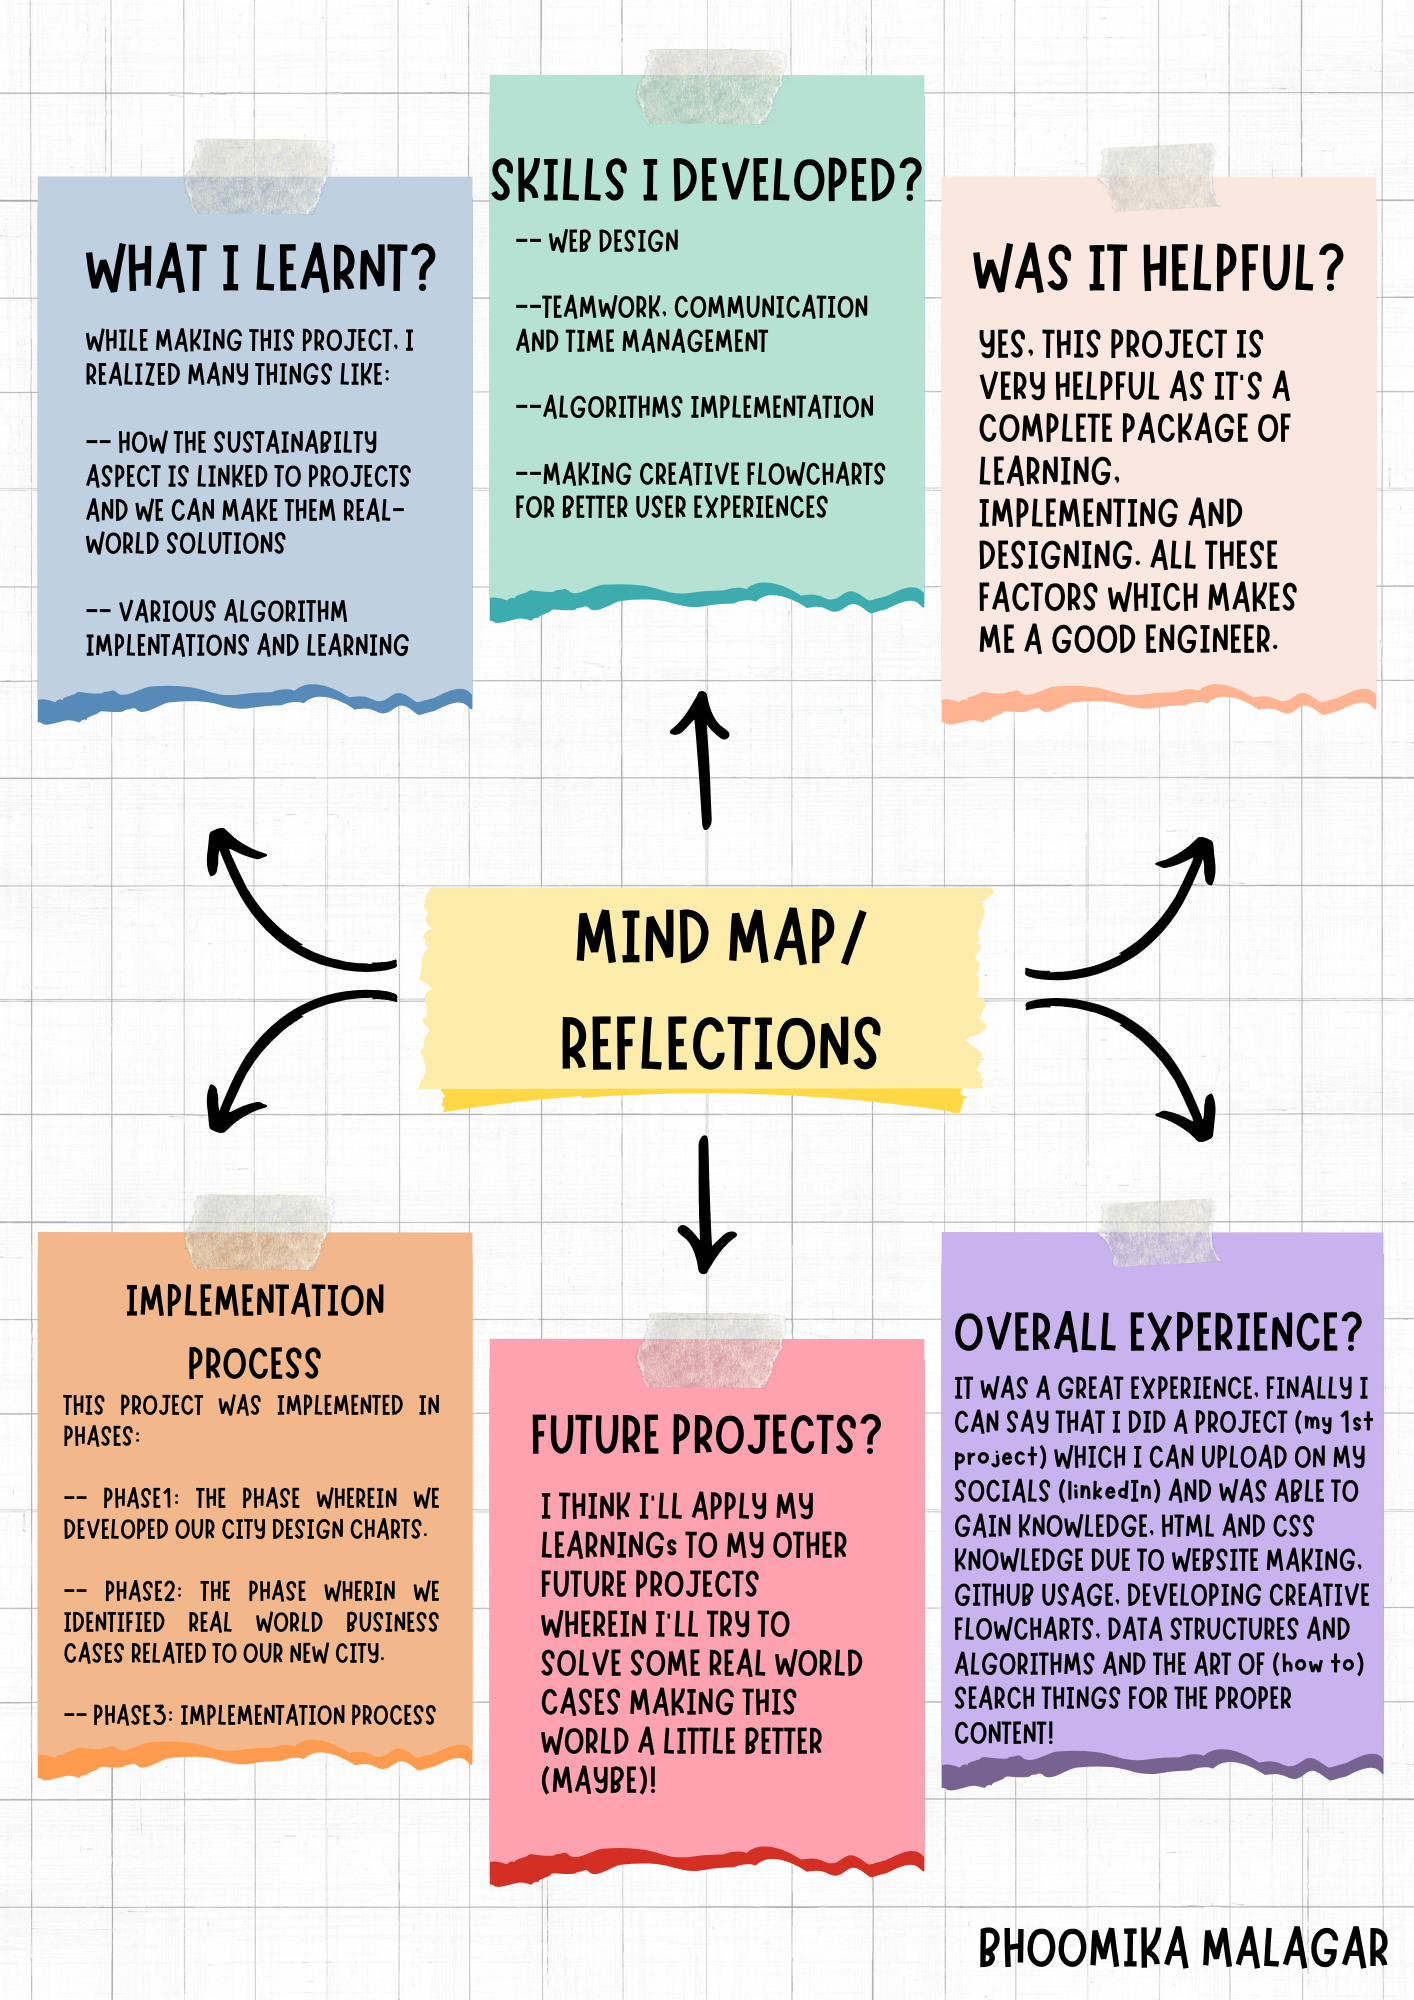 SKILLS I DEVELOPED?
-- WEB DESIGN
--TEAMWORK, COMMUNICATION
AND TIME MANAGEMENT
--ALGORITHMS IMPLEMENTATION
--MAKING CREATIVE FLOWCHARTS
FOR BETTER USER EXPERIENCES
WHAT I LEARNT?
WHILE MAKING THIS PROJECT, I
REALIZED MANY THINGS LIKE:
-- HOW THE SUSTAINABILTY
ASPECT IS LINKED TO PROJECTS
AND WE CAN MAKE THEM REAL-
WORLD SOLUTIONS
-- VARIOUS ALGORITHM
IMPLENTATIONS AND LEARNING
WAS IT HELPFUL?
YES, THIS PROJECT IS
VERY HELPFUL AS IT'S A
COMPLETE PACKAGE OF
LEARNING,
IMPLEMENTING AND
DESIGNING. ALL THESE
FACTORS WHICH MAKES
ME A GOOD ENGINEER.
MIND MAP/
REFLECTIONS
IMPLEMENTATION
PROCESS
THIS PROJECT WAS IMPLEMENTED IN
PHASES:
-- PHASE1: THE PHASE WHEREIN WE
DEVELOPED OUR CITY DESIGN CHARTS.
-- PHASE2: THE PHASE WHERIN WE
IDENTIFIED REAL WORLD BUSINESS
CASES RELATED TO OUR NEW CITY.
-- PHASE3: IMPLEMENTATION PROCESS
FUTURE PROJECTS?
I THINK I'LL APPLY MY
LEARNINGs TO MY OTHER
FUTURE PROJECTS
WHEREIN I'LL TRY TO
SOLVE SOME REAL WORLD
CASES MAKING THIS
WORLD A LITTLE BETTER
(MAYBE)!
OVERALL EXPERIENCE?
IT WAS A GREAT EXPERIENCE, FINALLY I
CAN SAY THAT I DID A PROJECT (my 1st
project) WHICH I CAN UPLOAD ON MY
SOCIALS (linkedIn) AND WAS ABLE TO
GAIN KNOWLEDGE, HTML AND CSS
KNOWLEDGE DUE TO WEBSITE MAKING,
GITHUB USAGE, DEVELOPING CREATIVE
FLOWCHARTS, DATA STRUCTURES AND
ALGORITHMS AND THE ART OF (how to)
SEARCH THINGS FOR THE PROPER
CONTENT!
BHOOMIKA MALAGAR